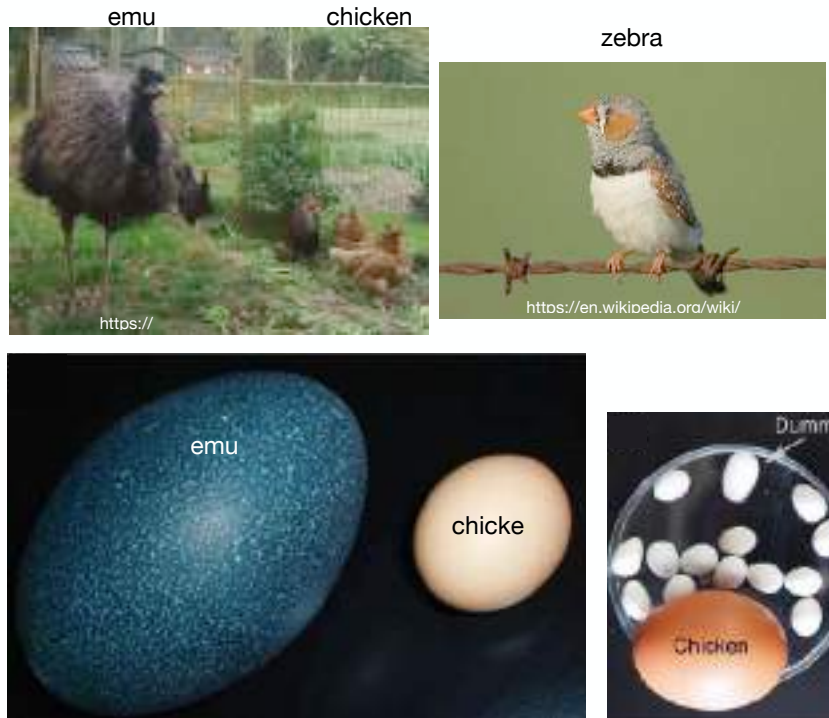 emu chicken
zebra
https://
https://en.wikipedia.org/wiki/
emu
chicke
Dumm
Chicken